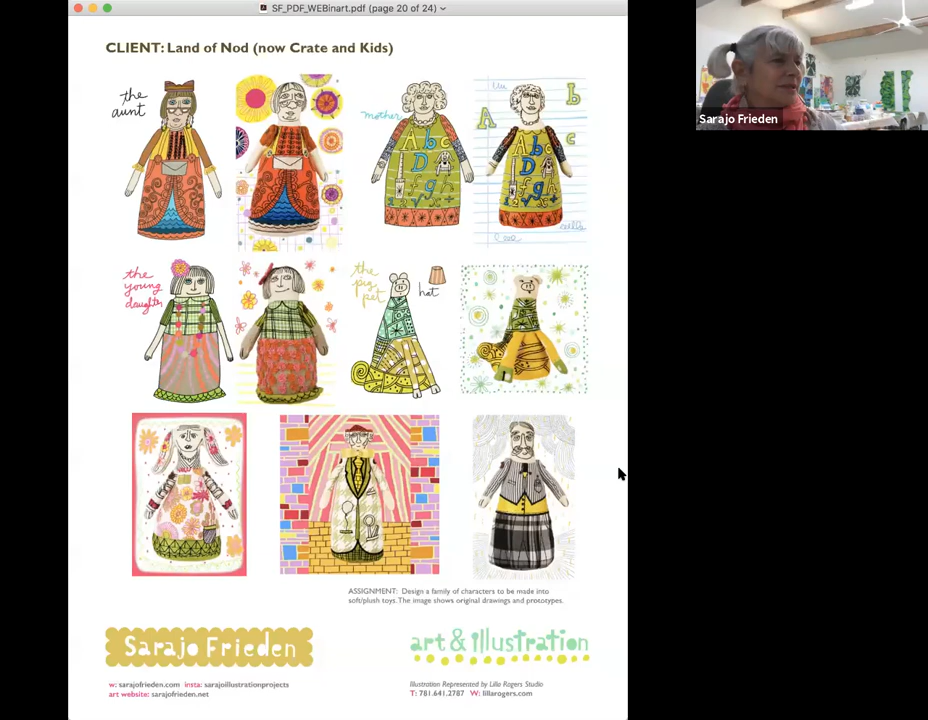 SF_PDF_WEBinart.pdf (page 20 of 24)
CLIENT: Land of Nod (now Crate and Kids)
the
aunt
mother
A
b
c
Abc
D
the
young
daughter
the
pig
pet
hat
ASSIGNMENT: Design a family of characters to be made into
soft/plush toys. The image shows original drawings and prototypes.
Sarajo Frieden
art & illustration
w: sarajofrieden.com insta: sarajoillustrationprojects
art website: sarajofrieden.net
Illustration Represented by Lilla Rogers Studio
T: 781.641.2787 W: lillarogers.com
Sarajo Frieden